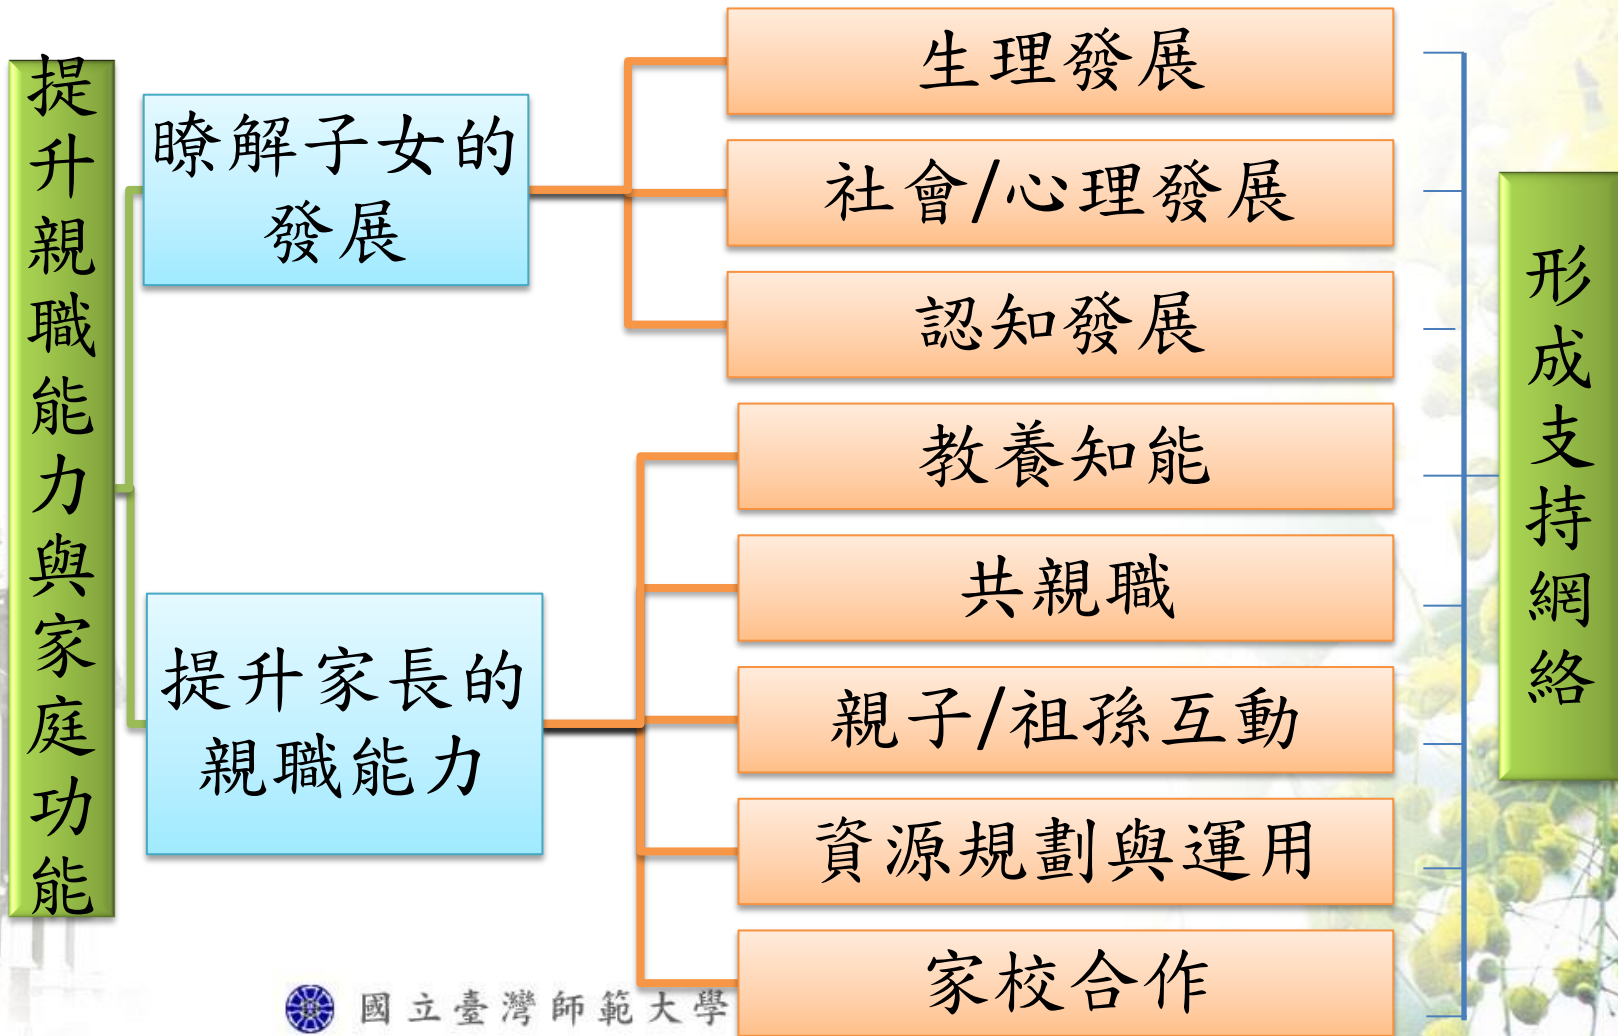 提升親職能力與家庭功能
瞭解子女的
發展
生理發展
社會/心理發展
認知發展
提升家長的
親職能力
教養知能
共親職
親子/祖孫互動
資源規劃與運用
家校合作
形成支持網絡
國立臺灣師範大學